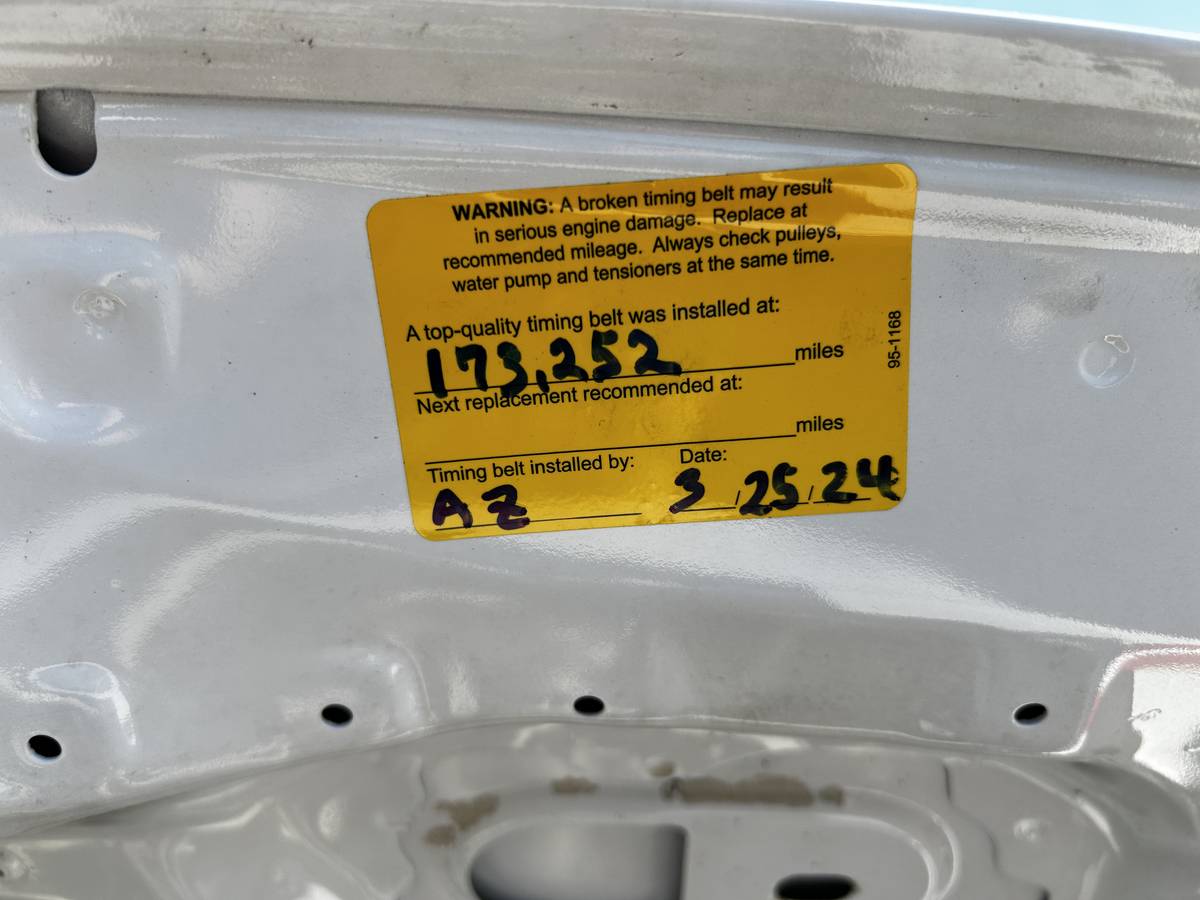 WARNING: A broken timing belt may result
in serious engine damage. Replace at
recommended mileage. Always check pulleys,
water pump and tensioners at the same time.
A top-quality timing belt was installed at:
173,252 miles
Next replacement recommended at:
miles
Timing belt installed by: Date:
AZ 3/25/24
95-1168